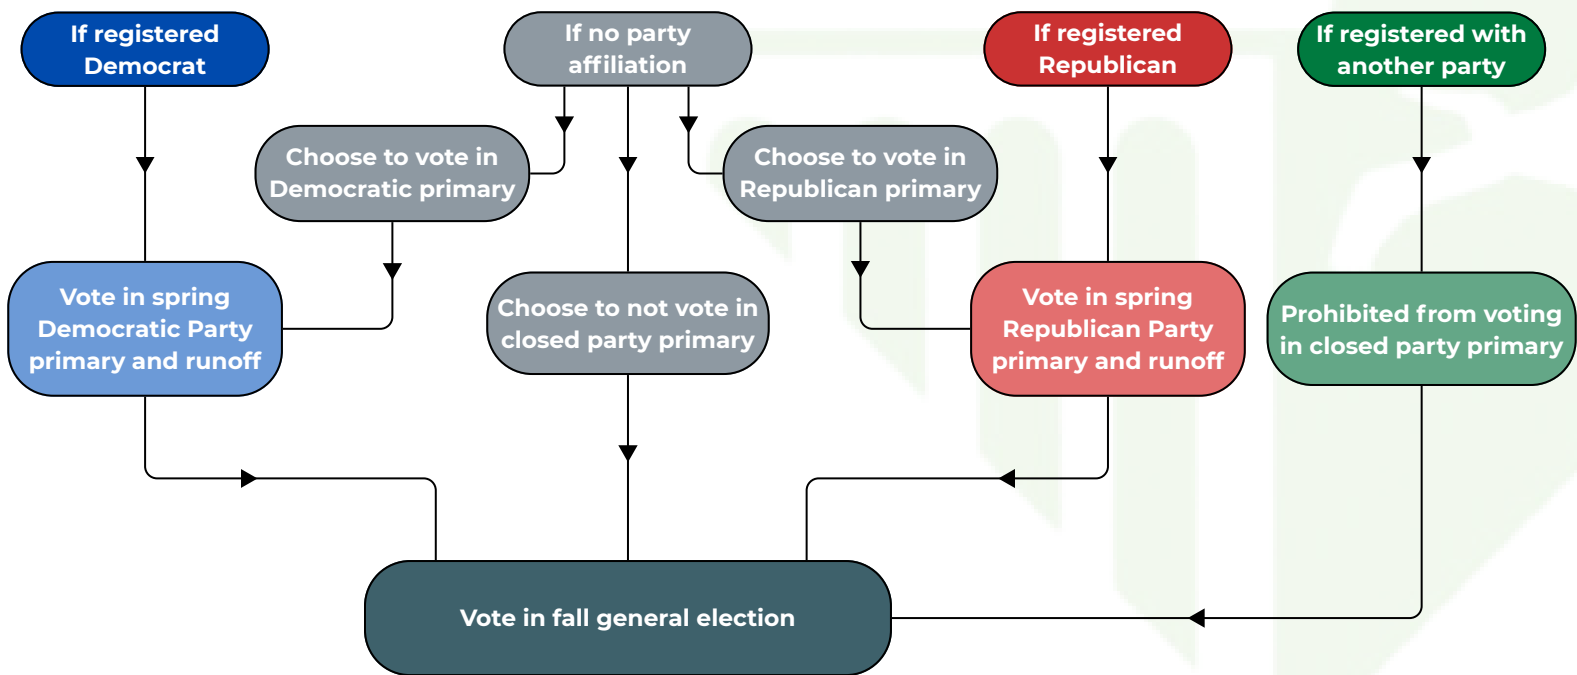 If registered
Democrat
If no party
affiliation
If registered
Republican
If registered with
another party
Choose to vote in
Democratic primary
Choose to vote in
Republican primary
Vote in spring
Democratic Party
primary and runoff
Choose to not vote in
closed party primary
Vote in spring
Republican Party
primary and runoff
Prohibited from voting
in closed party primary
Vote in fall general election